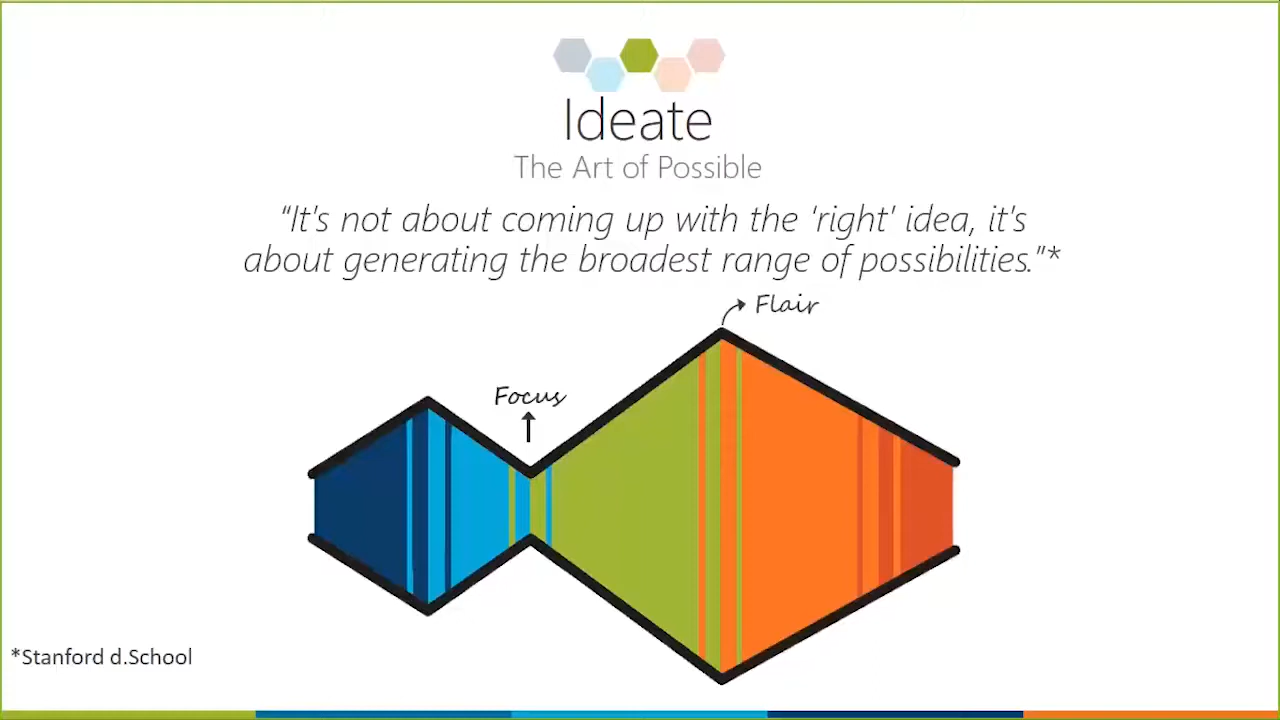 Ideate
The Art of Possible
“It's not about coming up with the 'right' idea, it's
about generating the broadest range of possibilities.”*
Flair
Focus
*Stanford d.School